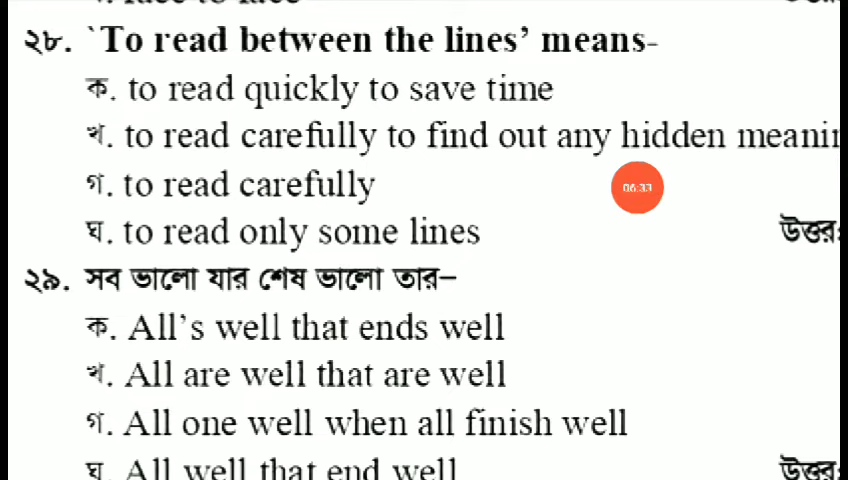 ২৮. `To read between the lines’ means-
ক. to read quickly to save time
খ. to read carefully to find out any hidden
গ. to read carefully
06:33
ঘ. to read only some lines উত্তর:
২৯. সব ভালো যার শেষ ভালো তার–
ক. All’s well that ends well
খ. All are well that are well
গ. All one well when all finish well
ঘ. All well that end well উত্তর: